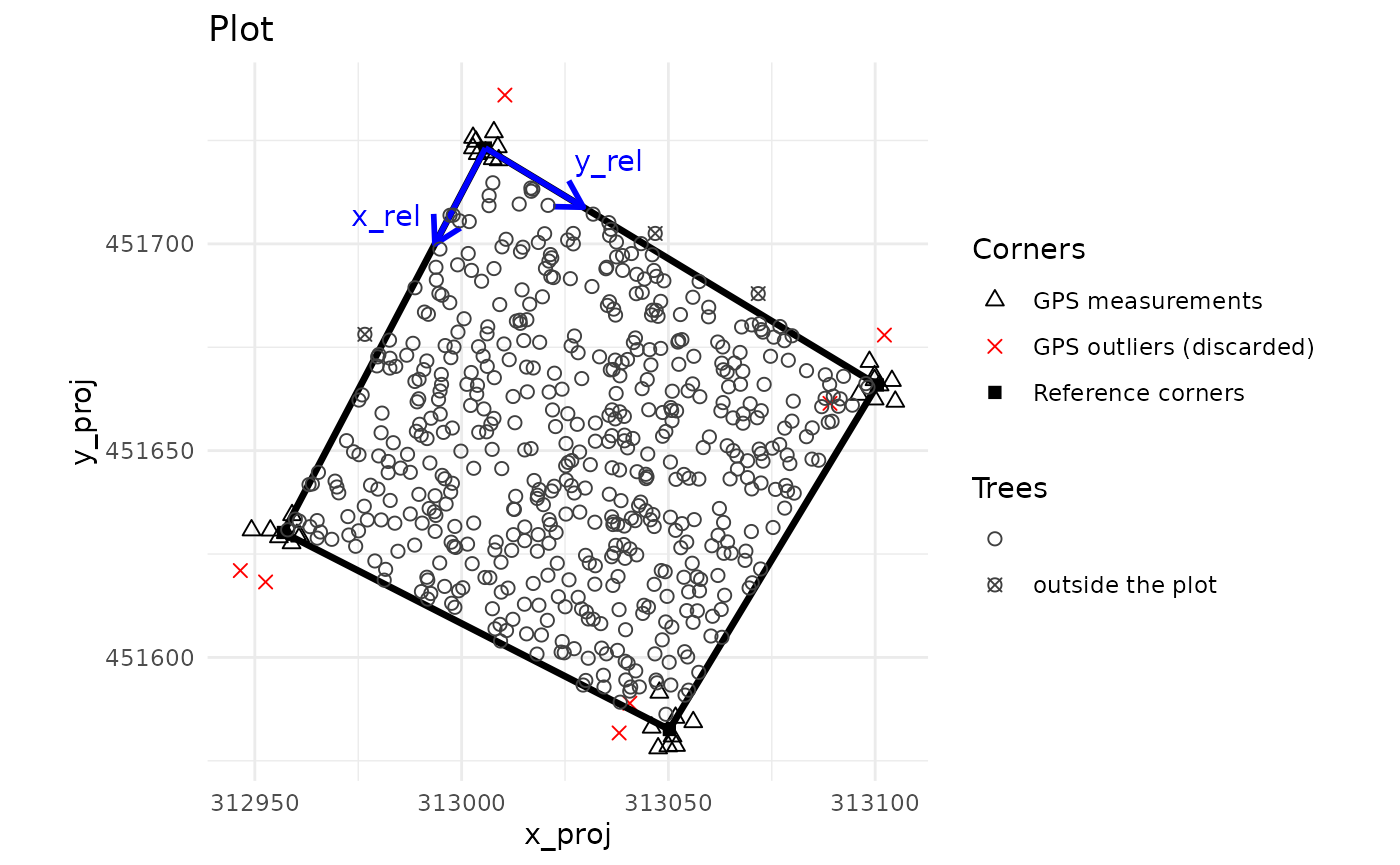 Plot
y_rel
x_rel
451700
451650
451600
y_proj
312950
313000
313050
313100
x_proj
Corners
GPS measurements
GPS outliers (discarded)
Reference corners
Trees
outside the plot